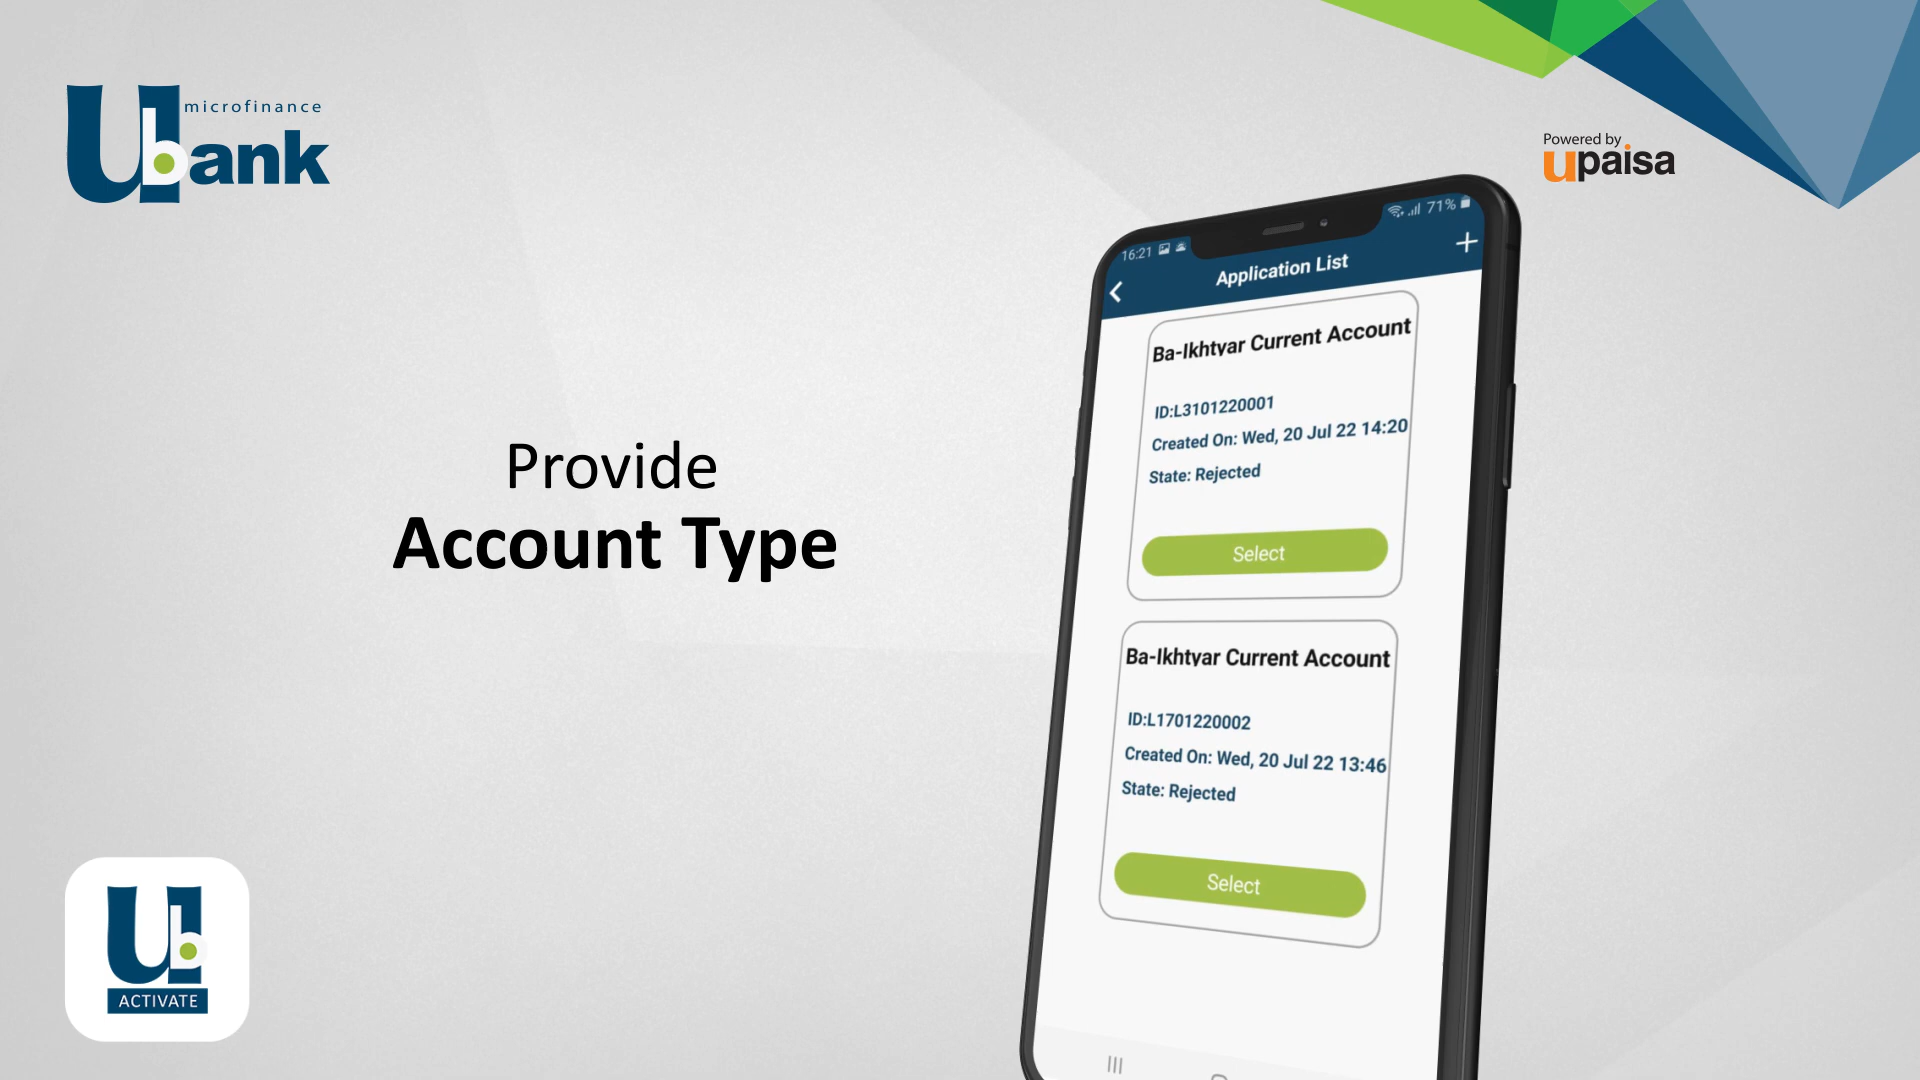 microfinance
Ubank
Powered by
upaisa
16:21
71%
Application List
Ba-Ikhtyar Current Account
ID:L3101220001
Created On: Wed, 20 Jul 22 14:20
State: Rejected
Select
Provide
Account Type
Ba-Ikhtyar Current Account
ID:L1701220002
Created On: Wed, 20 Jul 22 13:46
State: Rejected
Select
Ub
ACTIVATE